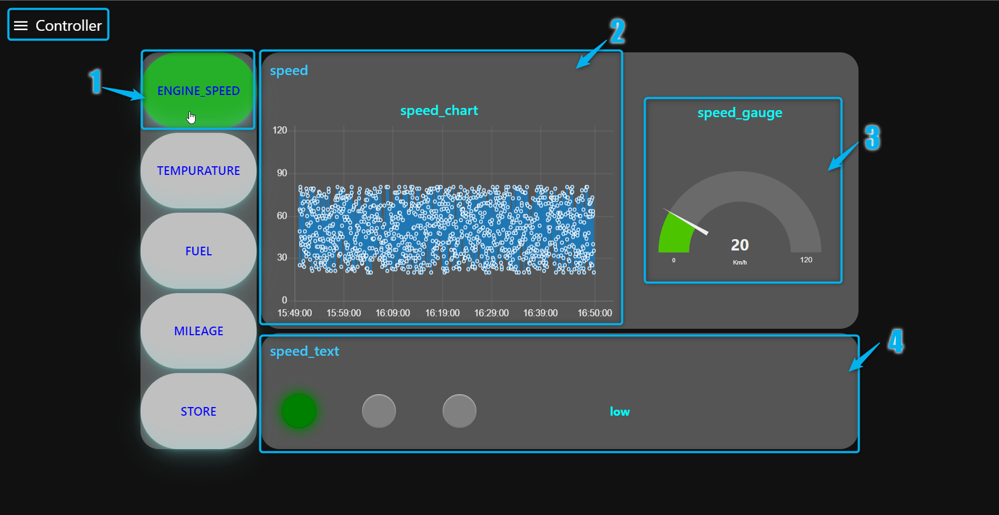 Controller
1
ENGINE_SPEED
TEMPURATURE
FUEL
MILEAGE
STORE
2
speed
speed_chart
120
90
60
30
0
15:49:00 15:59:00 16:09:00 16:19:00 16:29:00 16:39:00 16:50:00
3
speed_gauge
20
0 Km/h 120
4
speed_text
low